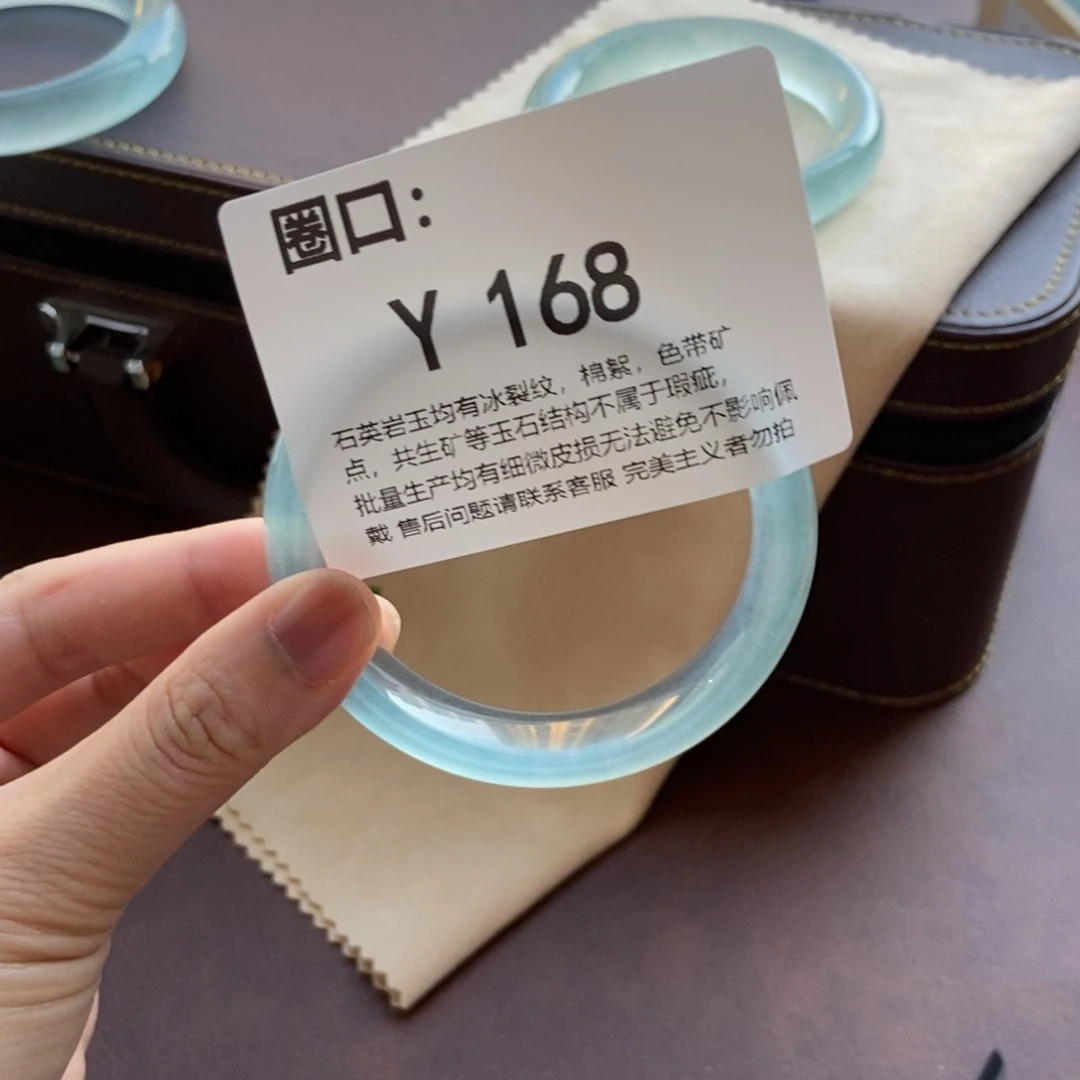 圈口：
Y 168
石英岩玉均有冰裂纹，棉絮，色带矿
点，共生矿等玉石结构不属于瑕疵，
批量生产均有细微皮损无法避免不影响佩
戴 售后问题请联系客服 完美主义者勿拍